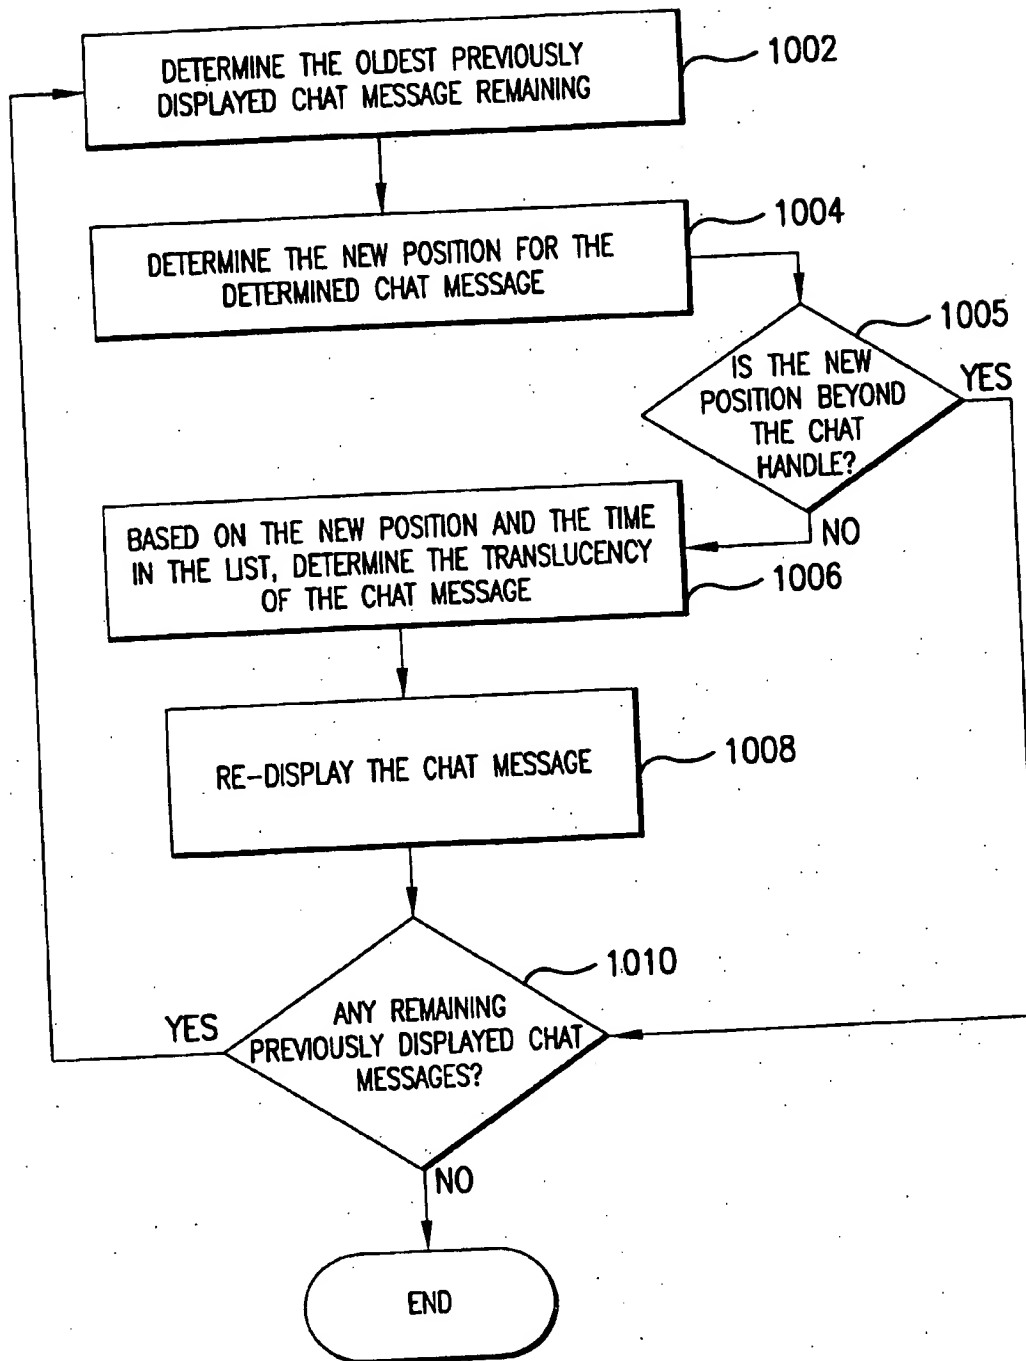 DETERMINE THE OLDEST PREVIOUSLY
DISPLAYED CHAT MESSAGE REMAINING
1002
DETERMINE THE NEW POSITION FOR THE
DETERMINED CHAT MESSAGE
1004
IS THE NEW
POSITION BEYOND
THE CHAT
HANDLE?
1005
YES
NO
BASED ON THE NEW POSITION AND THE TIME
IN THE LIST, DETERMINE THE TRANSLUCENCY
OF THE CHAT MESSAGE
1006
RE-DISPLAY THE CHAT MESSAGE
1008
ANY REMAINING
PREVIOUSLY DISPLAYED CHAT
MESSAGES?
1010
YES
NO
END